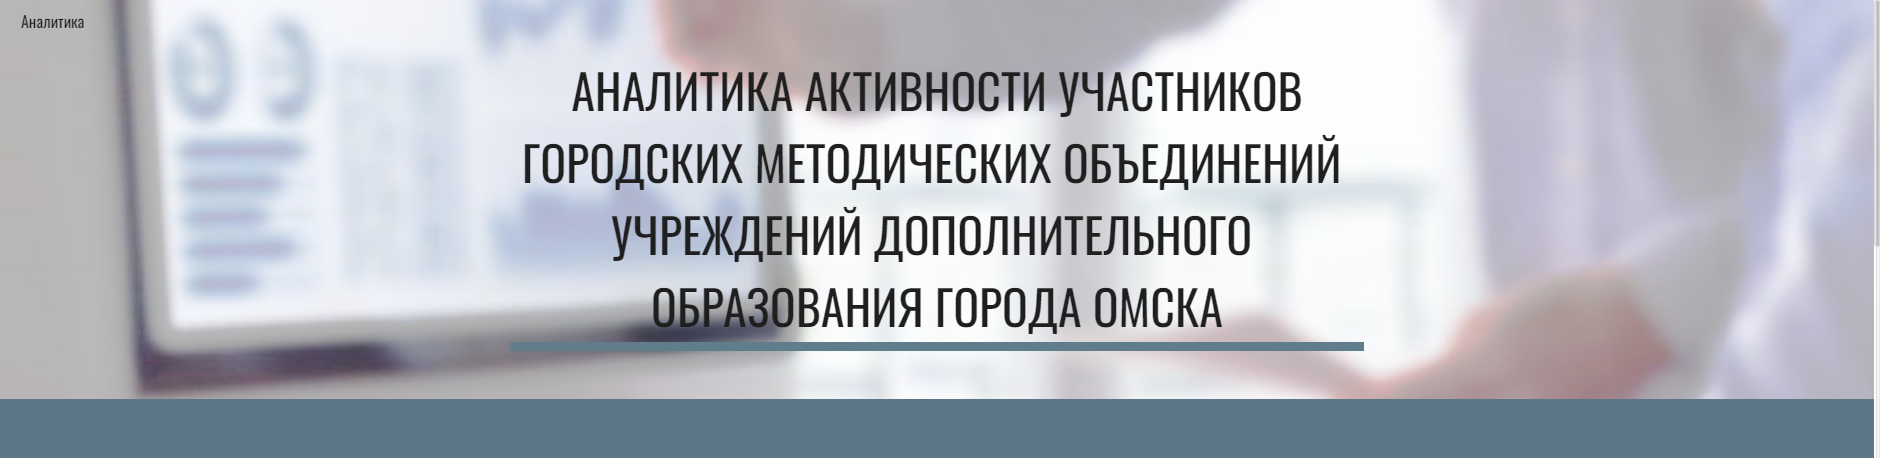 Аналитика
АНАЛИТИКА АКТИВНОСТИ УЧАСТНИКОВ
ГОРОДСКИХ МЕТОДИЧЕСКИХ ОБЪЕДИНЕНИЙ
УЧРЕЖДЕНИЙ ДОПОЛНИТЕЛЬНОГО
ОБРАЗОВАНИЯ ГОРОДА ОМСКА